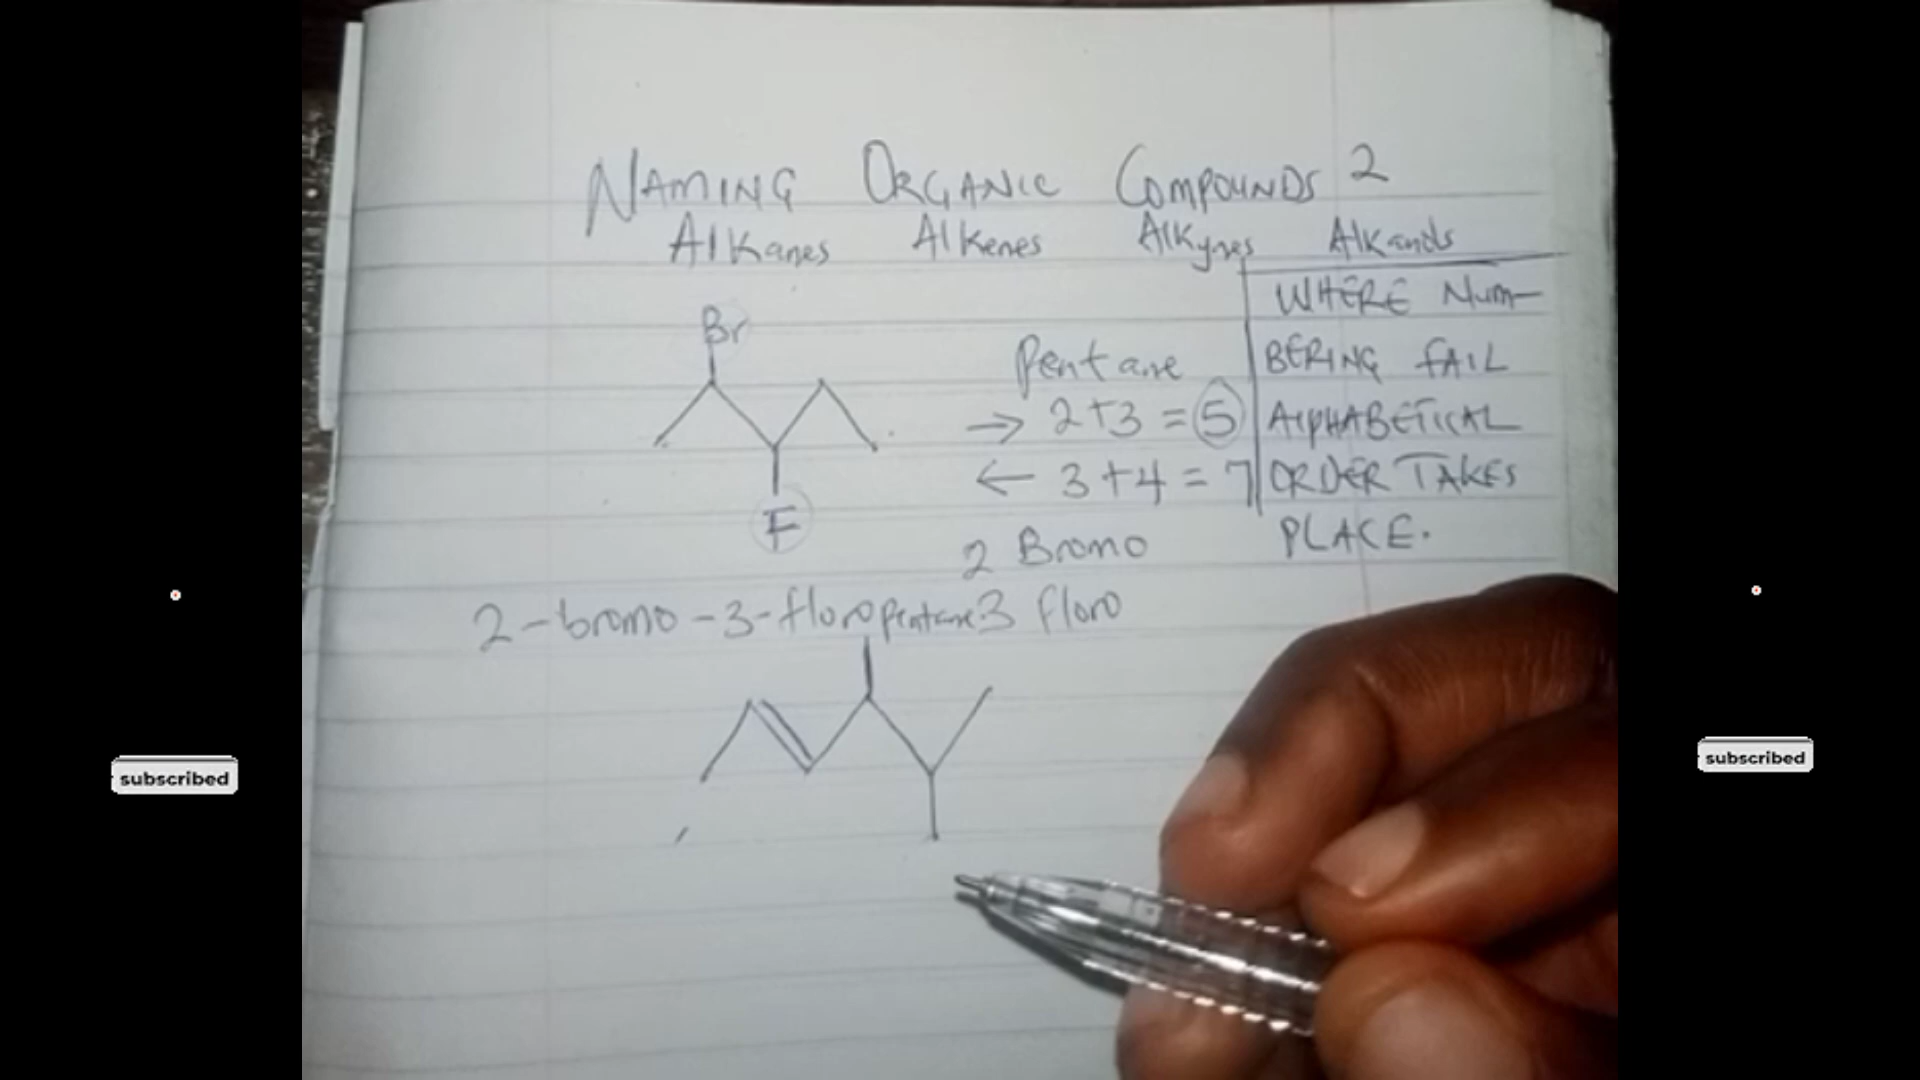 NAMING ORGANIC COMPOUNDS 2
Alkanes Alkenes Alkynes Alkanols
WHERE NUM-
BERING FAIL
ALPHABETICAL
ORDER TAKES
PLACE.
Br
F
Pentane
→ 2+3 = 5
← 3+4 = 7
2 Bromo
3 floro
2-bromo-3-floropentane
subscribed
subscribed